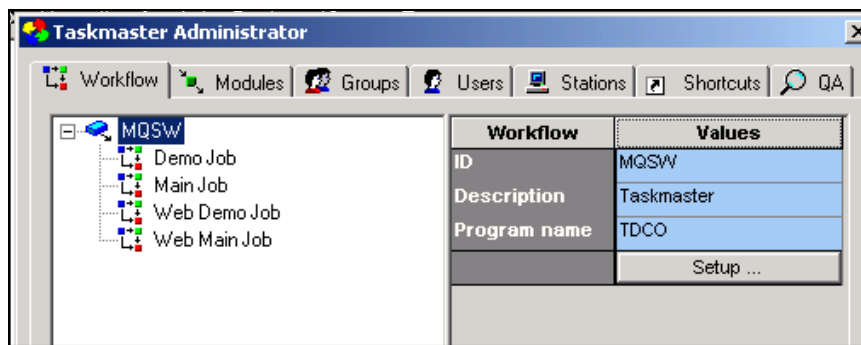 Taskmaster Administrator
Workflow Modules Groups Users Stations Shortcuts QA
MQSW
Demo Job
Main Job
Web Demo Job
Web Main Job
Workflow Values
ID MQSW
Description Taskmaster
Program name TDCO
Setup ...